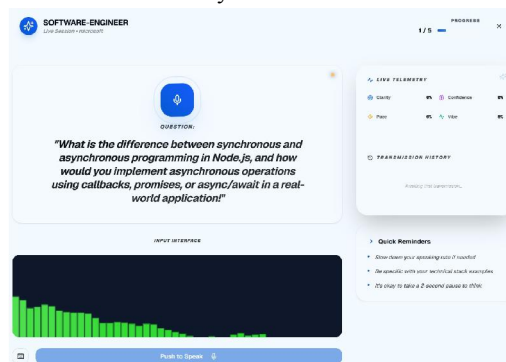 SOFTWARE-ENGINEER
Live Session • microsoft
PROGRESS
1 / 5
QUESTION:
"What is the difference between synchronous and
asynchronous programming in Node.js, and how
would you implement asynchronous operations
using callbacks, promises, or async/await in a real-
world application!"
INPUT INTERFACE
Push to Speak
LIVE TELEMETRY
Clarity 0%
Confidence 0%
Pace 0%
Vibe 0%
TRANSMISSION HISTORY
Quick Reminders
• Slow down your speaking rate if needed
• Be specific with your technical stack examples
• It's okay to take a 2-second pause to think